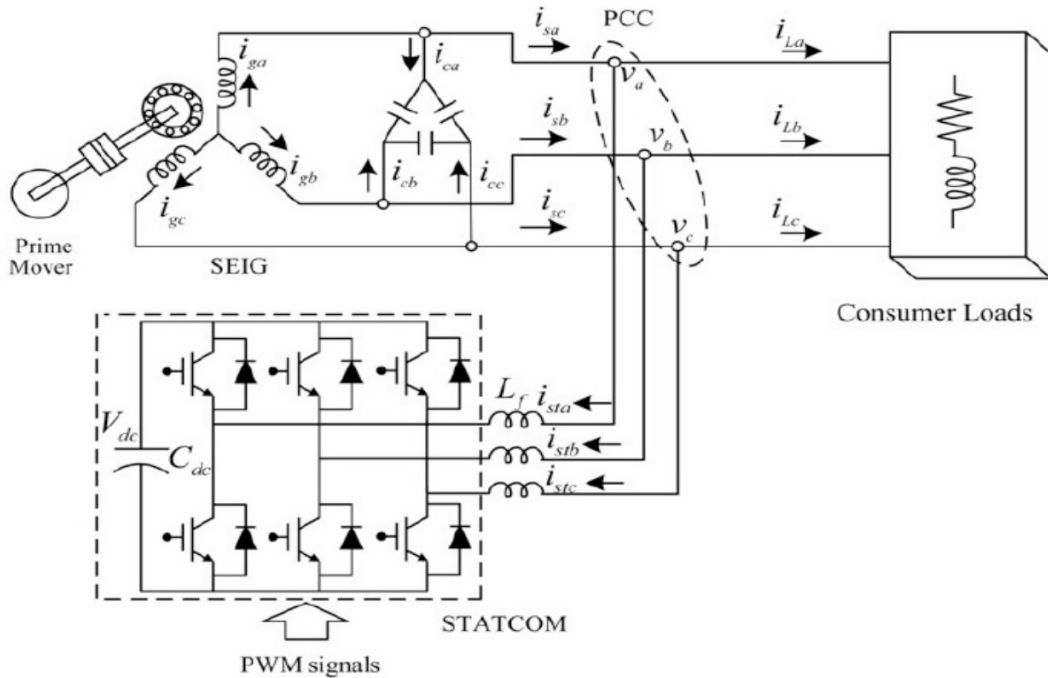 PCC
i_sa
i_La
i_ga
i_ca
v_a
i_sb
i_Lb
v_b
i_gb
i_cb
i_cc
i_gc
i_sc
i_Lc
v_c
Prime
Mover
SEIG
Consumer Loads
L_f
i_sta
V_dc
C_dc
i_stb
i_stc
STATCOM
PWM signals